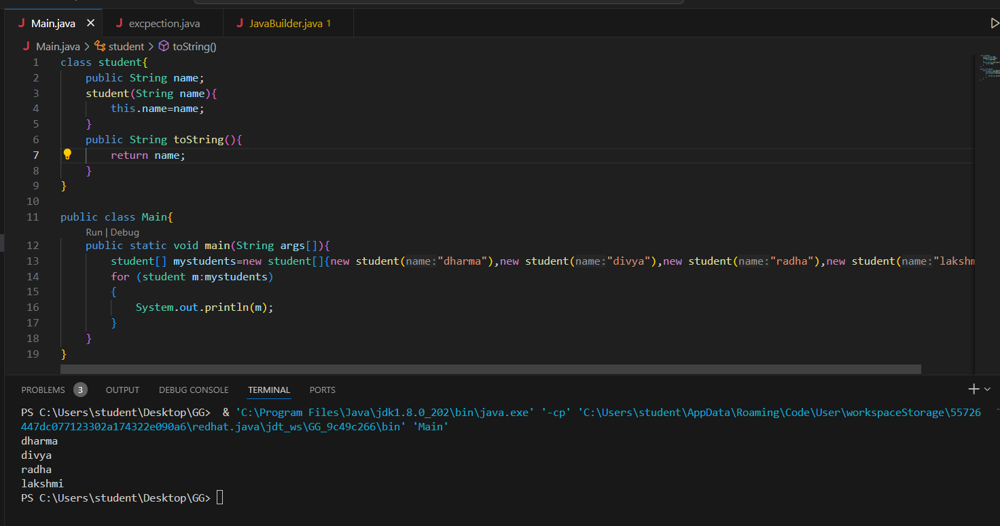 J Main.java ×
J excpection.java
J JavaBuilder.java 1
J Main.java > student > toString()
1 class student{
2 public String name;
3 student(String name){
4 this.name=name;
5 }
6 public String toString(){
7 return name;
8 }
9 }
10
11 public class Main{
Run | Debug
12 public static void main(String args[]){
13 student[] mystudents=new student[]{new student(name:"dharma"),new student(name:"divya"),new student(name:"radha"),new student(name:"lakshm
14 for (student m:mystudents)
15 {
16 System.out.println(m);
17 }
18 }
19 }
PROBLEMS 3 OUTPUT DEBUG CONSOLE TERMINAL PORTS
PS C:\Users\student\Desktop\GG> & 'C:\Program Files\Java\jdk1.8.0_202\bin\java.exe' '-cp' 'C:\Users\student\AppData\Roaming\Code\User\workspaceStorage\55726
447dc077123302a174322e090a6\redhat.java\jdt_ws\GG_9c49c266\bin' 'Main'
dharma
divya
radha
lakshmi
PS C:\Users\student\Desktop\GG>